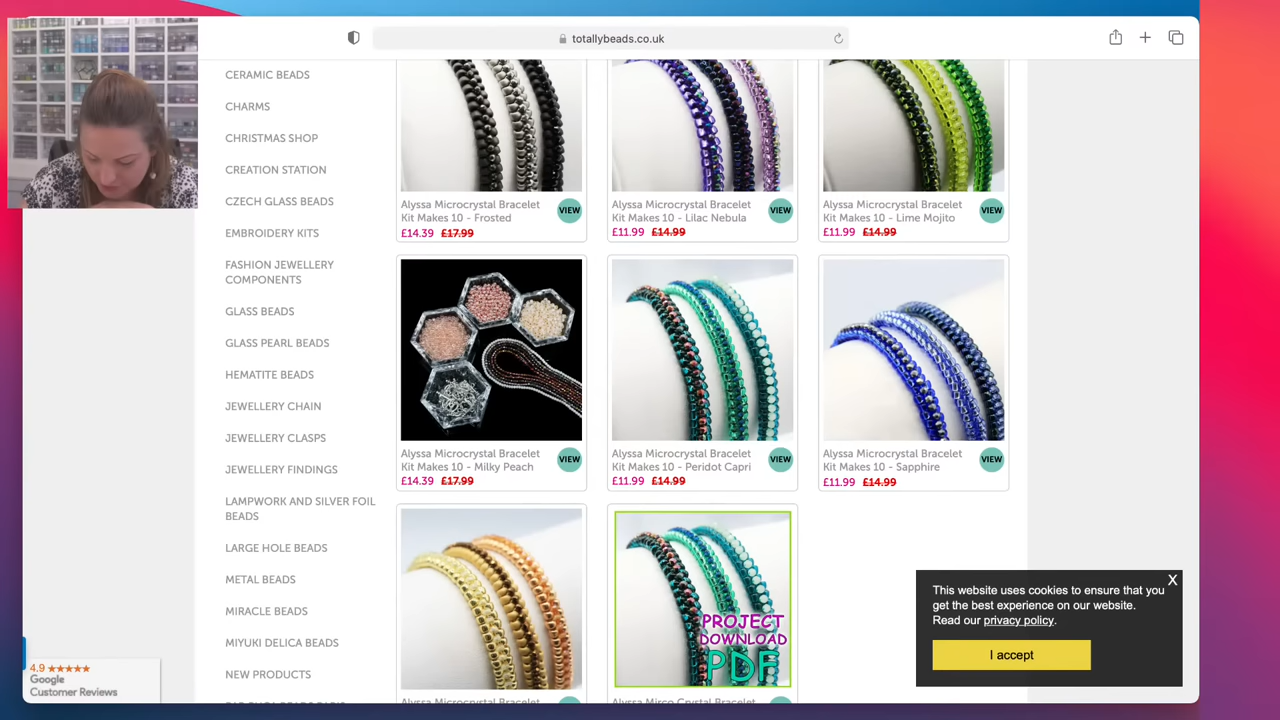 totallybeads.co.uk
CERAMIC BEADS
CHARMS
CHRISTMAS SHOP
CREATION STATION
CZECH GLASS BEADS
EMBROIDERY KITS
FASHION JEWELLERY
COMPONENTS
GLASS BEADS
GLASS PEARL BEADS
HEMATITE BEADS
JEWELLERY CHAIN
JEWELLERY CLASPS
JEWELLERY FINDINGS
LAMPWORK AND SILVER FOIL
BEADS
LARGE HOLE BEADS
METAL BEADS
MIRACLE BEADS
MIYUKI DELICA BEADS
NEW PRODUCTS
Alyssa Microcrystal Bracelet
Kit Makes 10 - Frosted
£14.39 £17.99
VIEW
Alyssa Microcrystal Bracelet
Kit Makes 10 - Lilac Nebula
£11.99 £14.99
VIEW
Alyssa Microcrystal Bracelet
Kit Makes 10 - Lime Mojito
£11.99 £14.99
VIEW
Alyssa Microcrystal Bracelet
Kit Makes 10 - Milky Peach
£14.39 £17.99
VIEW
Alyssa Microcrystal Bracelet
Kit Makes 10 - Peridot Capri
£11.99 £14.99
VIEW
Alyssa Microcrystal Bracelet
Kit Makes 10 - Sapphire
£11.99 £14.99
VIEW
PROJECT
DOWNLOAD
PDF
Alyssa Microcrystal Bracelet
Alyssa Mirco Crystal Bracelet
X
This website uses cookies to ensure that you
get the best experience on our website.
Read our privacy policy.
I accept
4.9 ★★★★★
Google
Customer Reviews